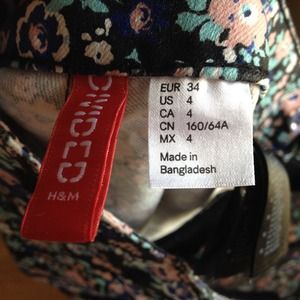 DIVIDED
H&M
EUR 34
US 4
CA 4
CN 160/64A
MX 4
Made in
Bangladesh